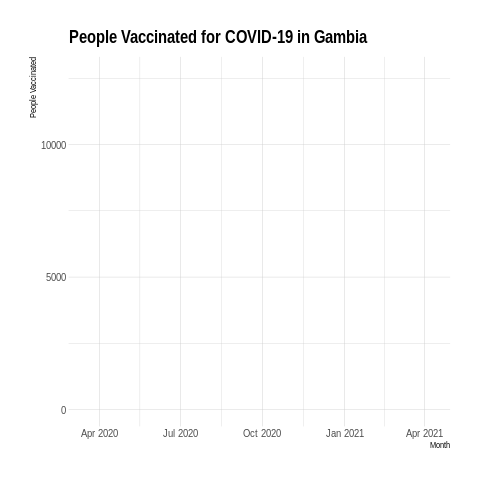 People Vaccinated for COVID-19 in Gambia
People Vaccinated
10000
5000
0
Apr 2020 Jul 2020 Oct 2020 Jan 2021 Apr 2021
Month